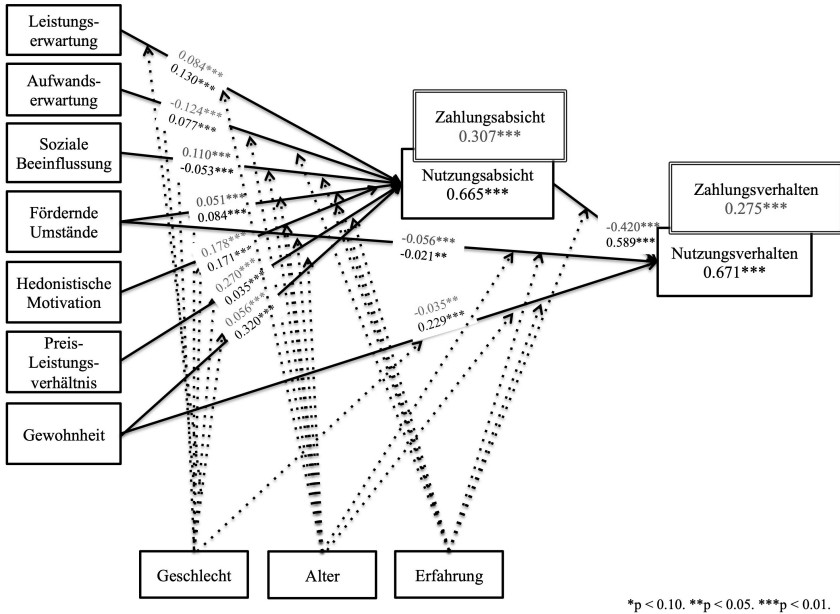 Leistungs-
erwartung
Aufwands-
erwartung
Soziale
Beeinflussung
Fördernde
Umstände
Hedonistische
Motivation
Preis-
Leistungs-
verhältnis
Gewohnheit
0.084***
0.130***
-0.124***
0.077***
0.110***
-0.053***
0.051***
0.084***
0.178***
0.171***
0.270***
0.035***
0.056***
0.320***
Zahlungsabsicht
0.307***
Nutzungsabsicht
0.665***
-0.056***
-0.021**
-0.035**
0.229***
-0.420***
0.589***
Zahlungsverhalten
0.275***
Nutzungsverhalten
0.671***
Geschlecht
Alter
Erfahrung
*p < 0.10. **p < 0.05. ***p < 0.01.